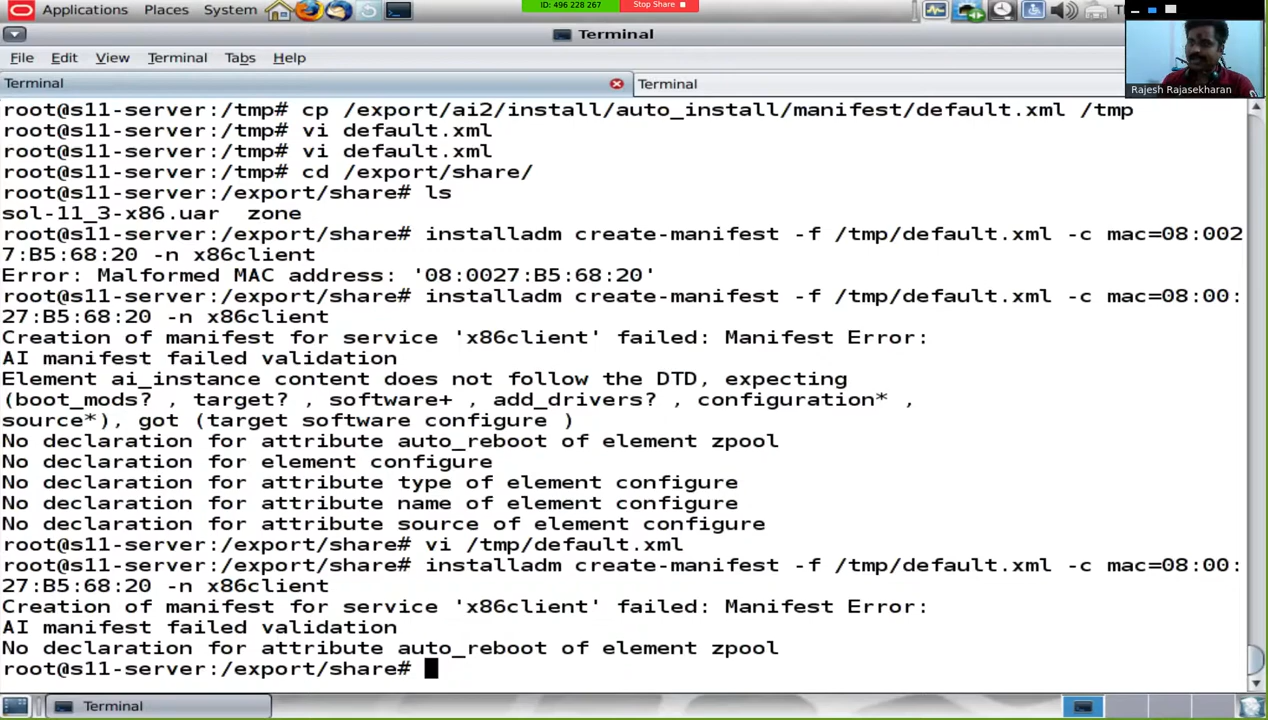 Applications Places System
ID: 496 228 267
Stop Share
Terminal
File Edit View Terminal Tabs Help
Terminal
Terminal
Rajesh Rajasekharan
root@s11-server:/tmp# cp /export/ai2/install/auto_install/manifest/default.xml /tmp
root@s11-server:/tmp# vi default.xml
root@s11-server:/tmp# vi default.xml
root@s11-server:/tmp# cd /export/share/
root@s11-server:/export/share# ls
sol-11_3-x86.uar  zone
root@s11-server:/export/share# installadm create-manifest -f /tmp/default.xml -c mac=08:002
7:B5:68:20 -n x86client
Error: Malformed MAC address: '08:0027:B5:68:20'
root@s11-server:/export/share# installadm create-manifest -f /tmp/default.xml -c mac=08:00:
27:B5:68:20 -n x86client
Creation of manifest for service 'x86client' failed: Manifest Error:
AI manifest failed validation
Element ai_instance content does not follow the DTD, expecting
(boot_mods? , target? , software+ , add_drivers? , configuration* ,
source*), got (target software configure )
No declaration for attribute auto_reboot of element zpool
No declaration for element configure
No declaration for attribute type of element configure
No declaration for attribute name of element configure
No declaration for attribute source of element configure
root@s11-server:/export/share# vi /tmp/default.xml
root@s11-server:/export/share# installadm create-manifest -f /tmp/default.xml -c mac=08:00:
27:B5:68:20 -n x86client
Creation of manifest for service 'x86client' failed: Manifest Error:
AI manifest failed validation
No declaration for attribute auto_reboot of element zpool
root@s11-server:/export/share#
Terminal